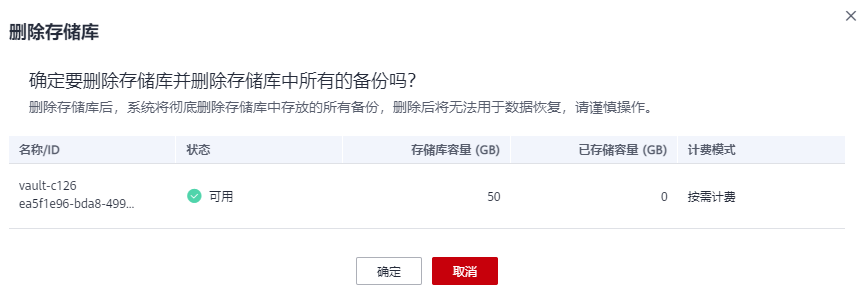 删除存储库
确定要删除存储库并删除存储库中所有的备份吗?
删除存储库后，系统将彻底删除存储库中存放的所有备份，删除后将无法用于数据恢复，请谨慎操作。
名称/ID 状态 存储库容量 (GB) 已存储容量 (GB) 计费模式
vault-c126
ea5f1e96-bda8-499... 可用 50 0 按需计费
确定 取消